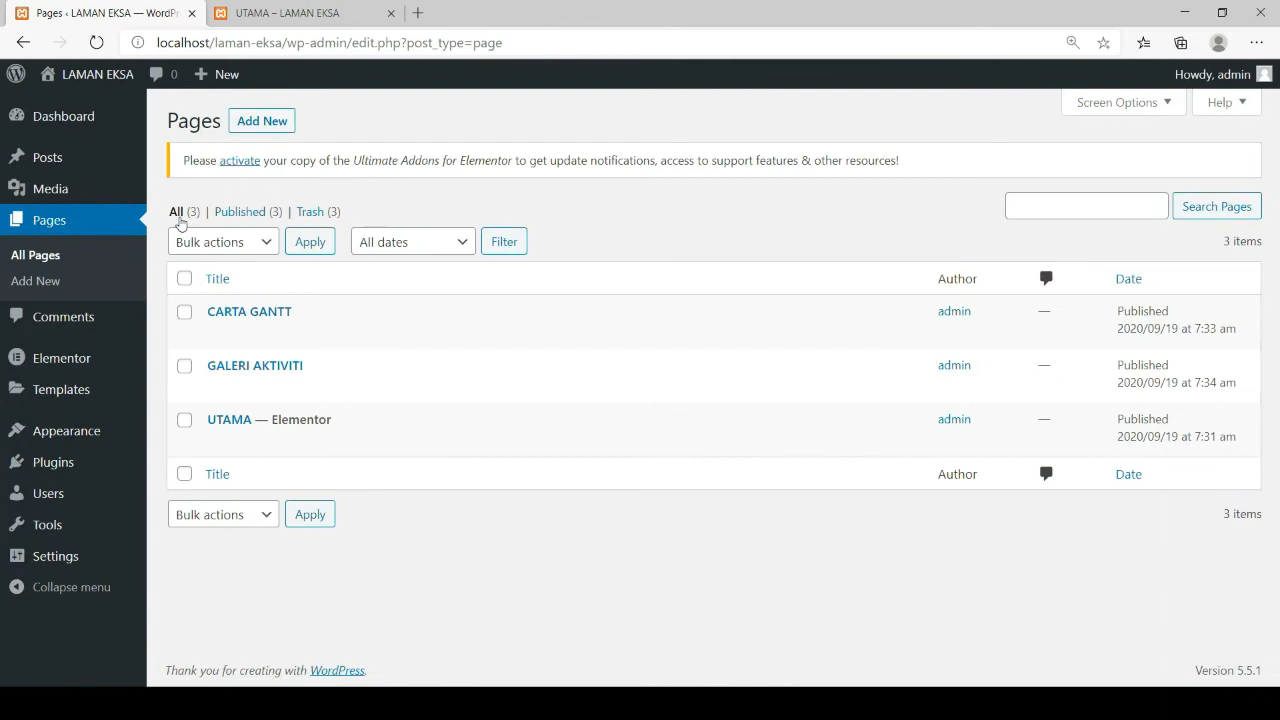 Pages ‹ LAMAN EKSA — WordPr
UTAMA – LAMAN EKSA
localhost/laman-eksa/wp-admin/edit.php?post_type=page
LAMAN EKSA
0
New
Howdy, admin
Dashboard
Posts
Media
Pages
All Pages
Add New
Comments
Elementor
Templates
Appearance
Plugins
Users
Tools
Settings
Collapse menu
Screen Options
Help
Pages
Add New
Please activate your copy of the Ultimate Addons for Elementor to get update notifications, access to support features & other resources!
All (3) | Published (3) | Trash (3)
Search Pages
Bulk actions
Apply
All dates
Filter
3 items
Title
Author
Date
CARTA GANTT
admin
—
Published
2020/09/19 at 7:33 am
GALERI AKTIVITI
admin
—
Published
2020/09/19 at 7:34 am
UTAMA — Elementor
admin
—
Published
2020/09/19 at 7:31 am
Title
Author
Date
Bulk actions
Apply
3 items
Thank you for creating with WordPress.
Version 5.5.1